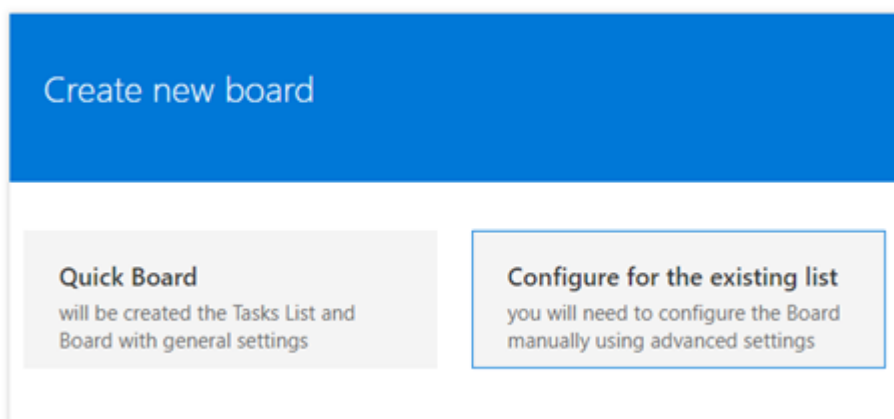 Create new board
Quick Board
will be created the Tasks List and
Board with general settings
Configure for the existing list
you will need to configure the Board
manually using advanced settings